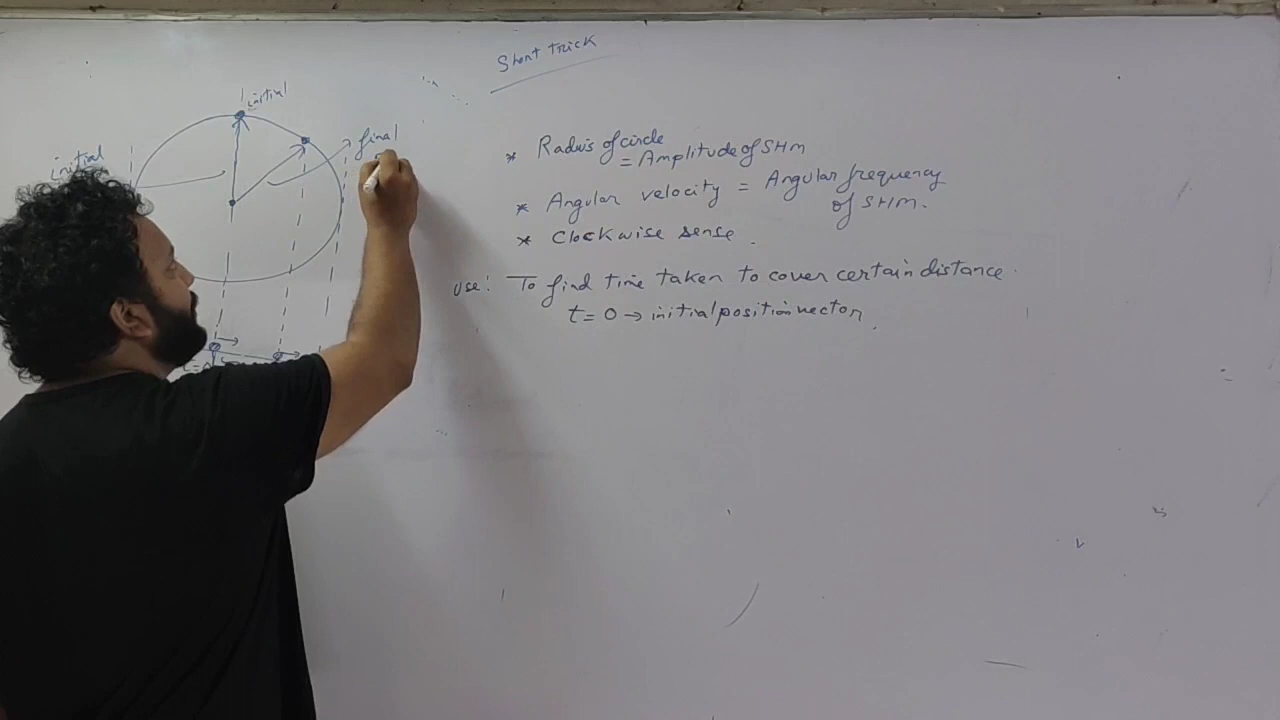 Short trick
initial
final
initial
* Radius of circle
= Amplitude of SHM
* Angular velocity = Angular frequency
of SHM.
* Clockwise sense.
use: To find time taken to cover certain distance.
t = 0 → initial position vector.